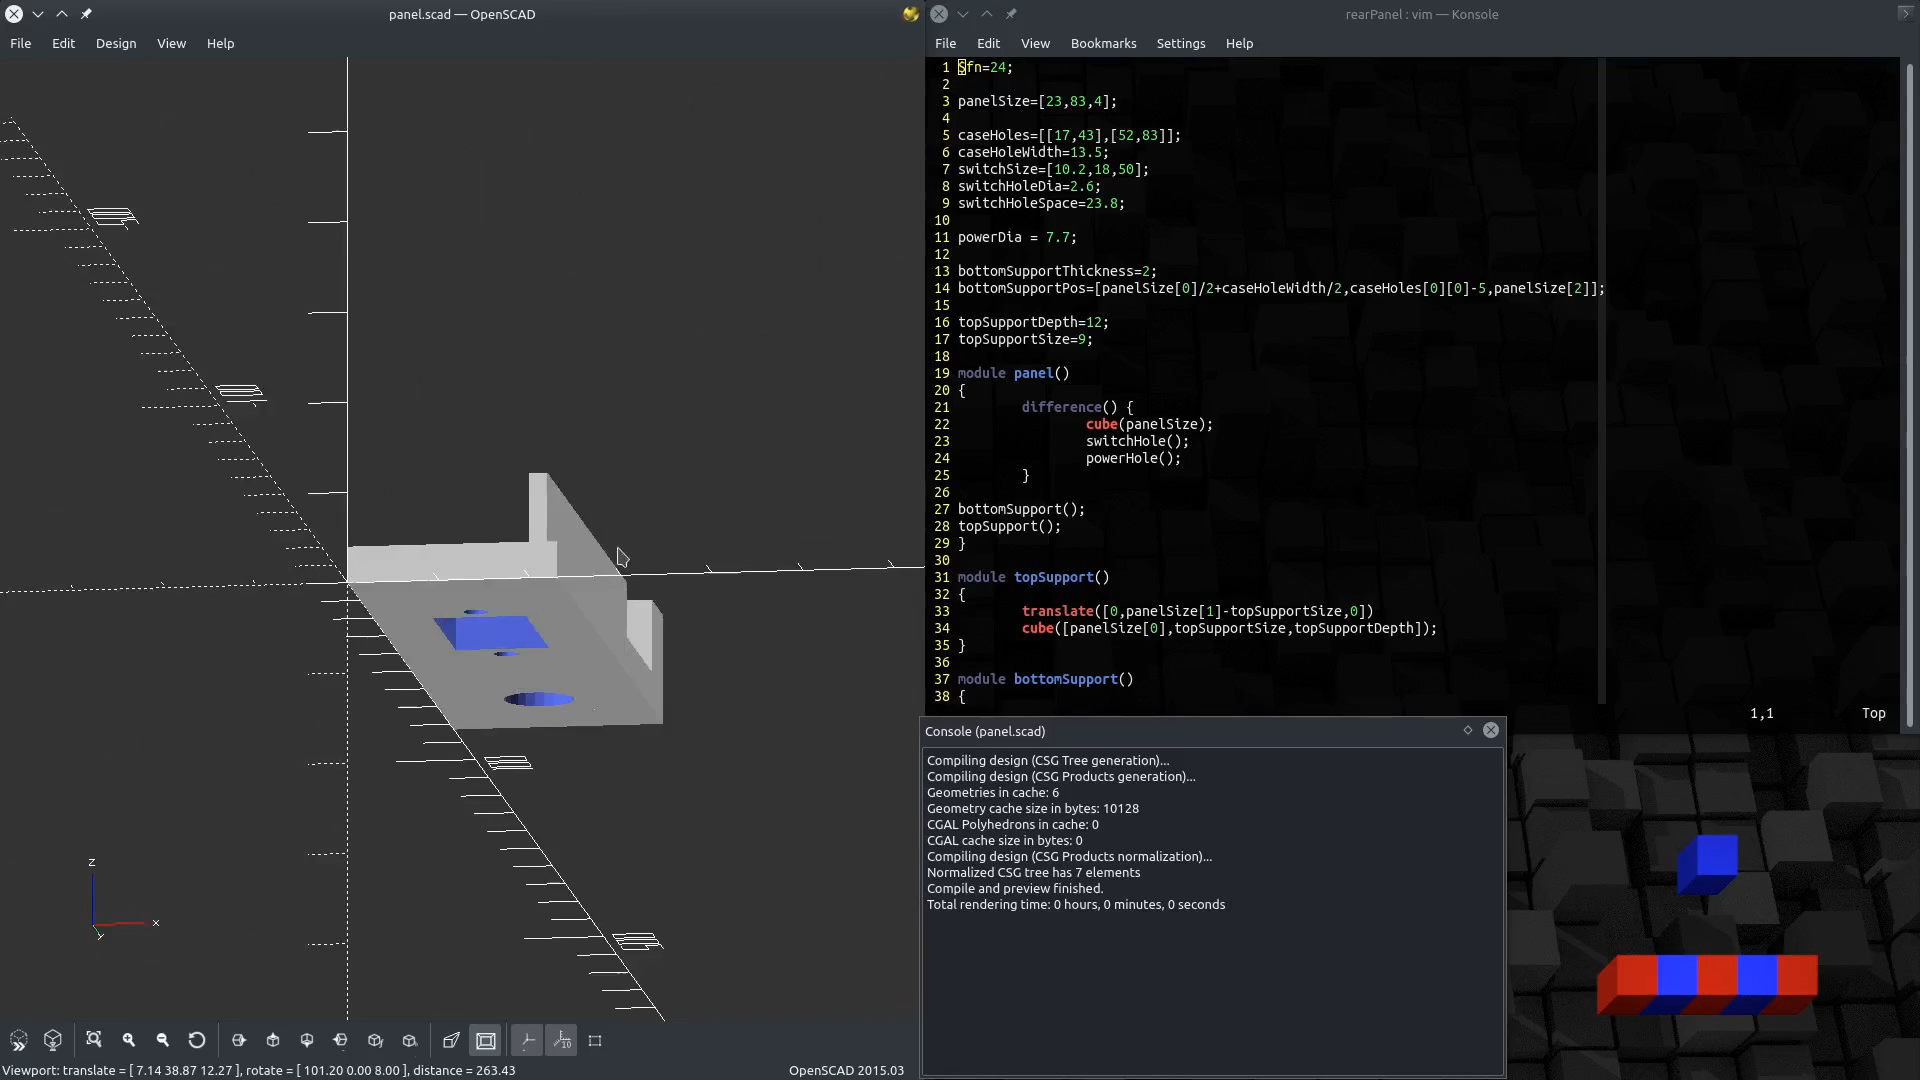 panel.scad — OpenSCAD
File Edit Design View Help
z
x
y
Viewport: translate = [ 7.14 38.87 12.27 ], rotate = [ 101.20 0.00 8.00 ], distance = 263.43
OpenSCAD 2015.03
rearPanel : vim — Konsole
File Edit View Bookmarks Settings Help
1 $fn=24;
2
3 panelSize=[23,83,4];
4
5 caseHoles=[[17,43],[52,83]];
6 caseHoleWidth=13.5;
7 switchSize=[10.2,18,50];
8 switchHoleDia=2.6;
9 switchHoleSpace=23.8;
10
11 powerDia = 7.7;
12
13 bottomSupportThickness=2;
14 bottomSupportPos=[panelSize[0]/2+caseHoleWidth/2,caseHoles[0][0]-5,panelSize[2]];
15
16 topSupportDepth=12;
17 topSupportSize=9;
18
19 module panel()
20 {
21 difference() {
22 cube(panelSize);
23 switchHole();
24 powerHole();
25 }
26
27 bottomSupport();
28 topSupport();
29 }
30
31 module topSupport()
32 {
33 translate([0,panelSize[1]-topSupportSize,0])
34 cube([panelSize[0],topSupportSize,topSupportDepth]);
35 }
36
37 module bottomSupport()
38 {
1,1 Top
Console (panel.scad)
Compiling design (CSG Tree generation)...
Compiling design (CSG Products generation)...
Geometries in cache: 6
Geometry cache size in bytes: 10128
CGAL Polyhedrons in cache: 0
CGAL cache size in bytes: 0
Compiling design (CSG Products normalization)...
Normalized CSG tree has 7 elements
Compile and preview finished.
Total rendering time: 0 hours, 0 minutes, 0 seconds